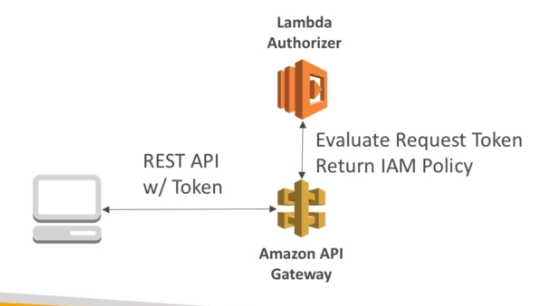 Lambda
Authorizer
Evaluate Request Token
Return IAM Policy
REST API
w/ Token
Amazon API
Gateway